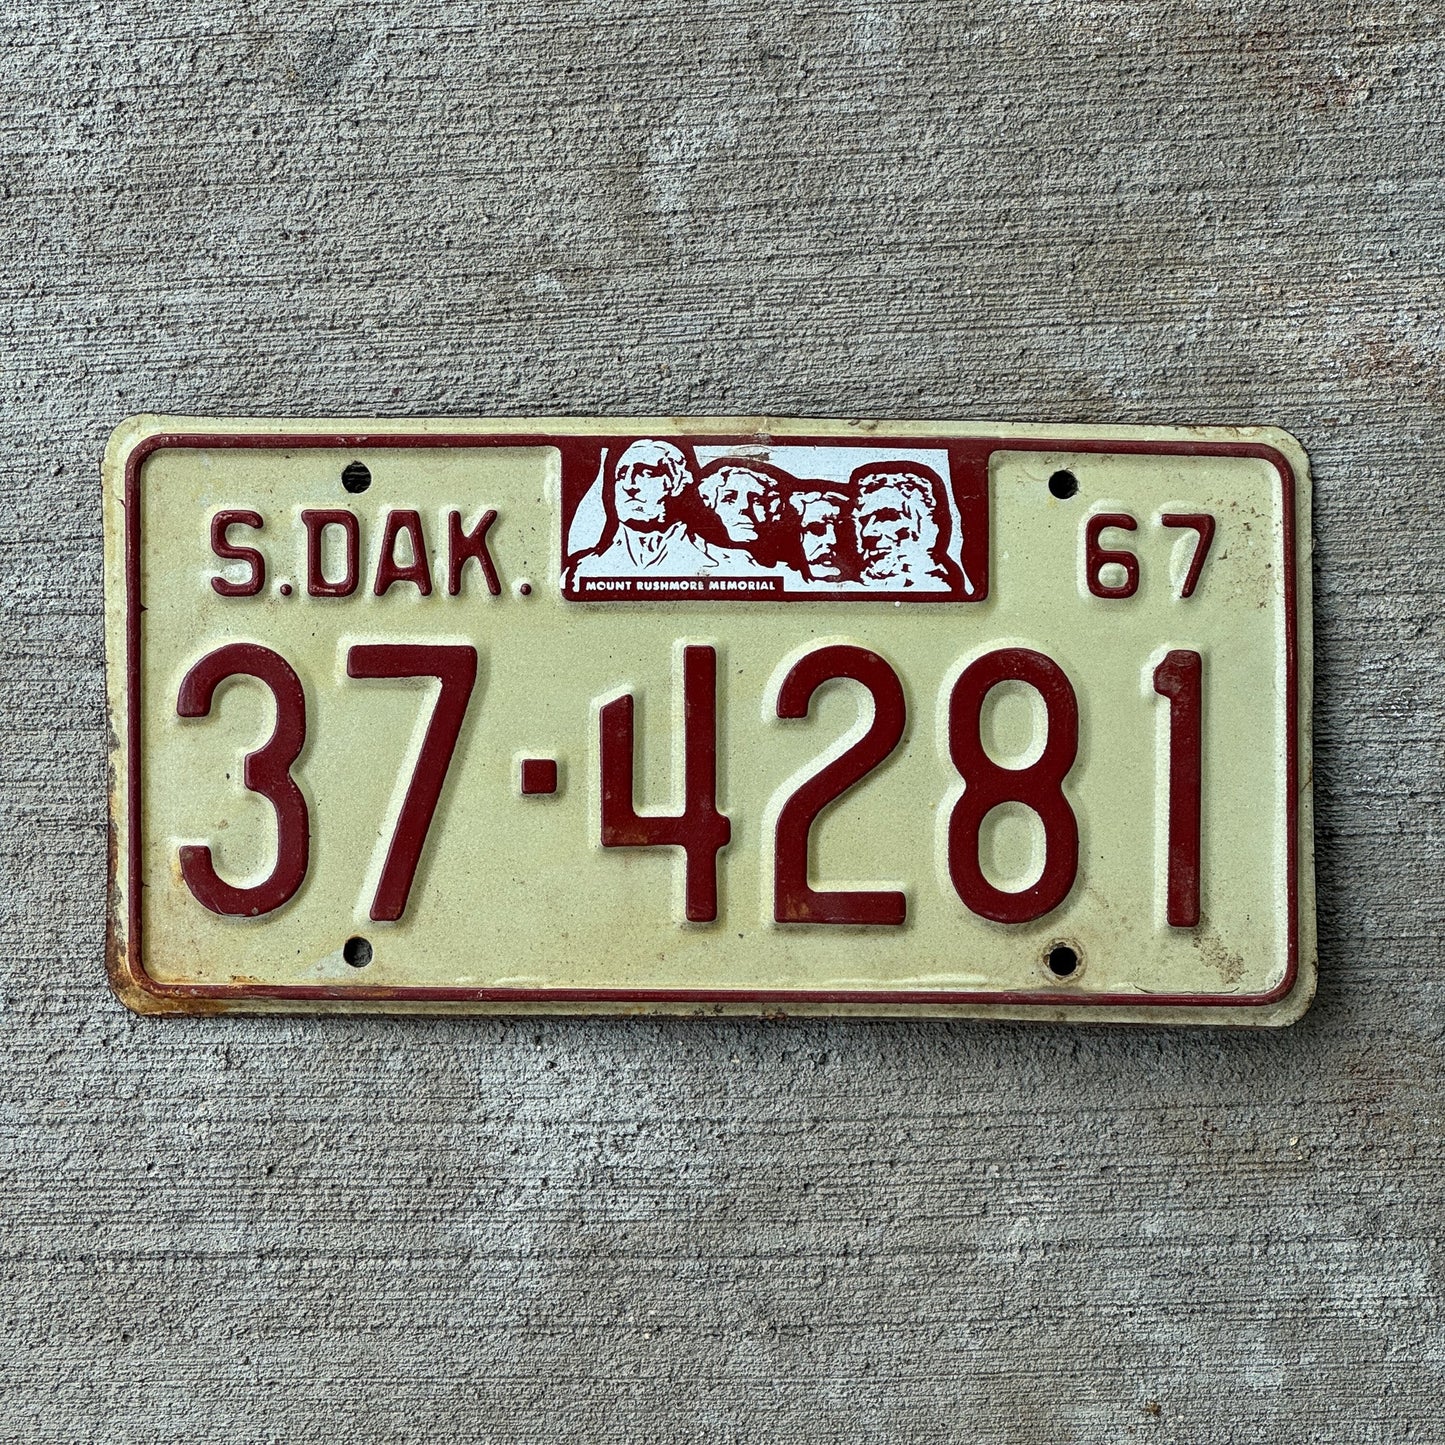 S.DAK.
MOUNT RUSHMORE MEMORIAL
67
37·4281